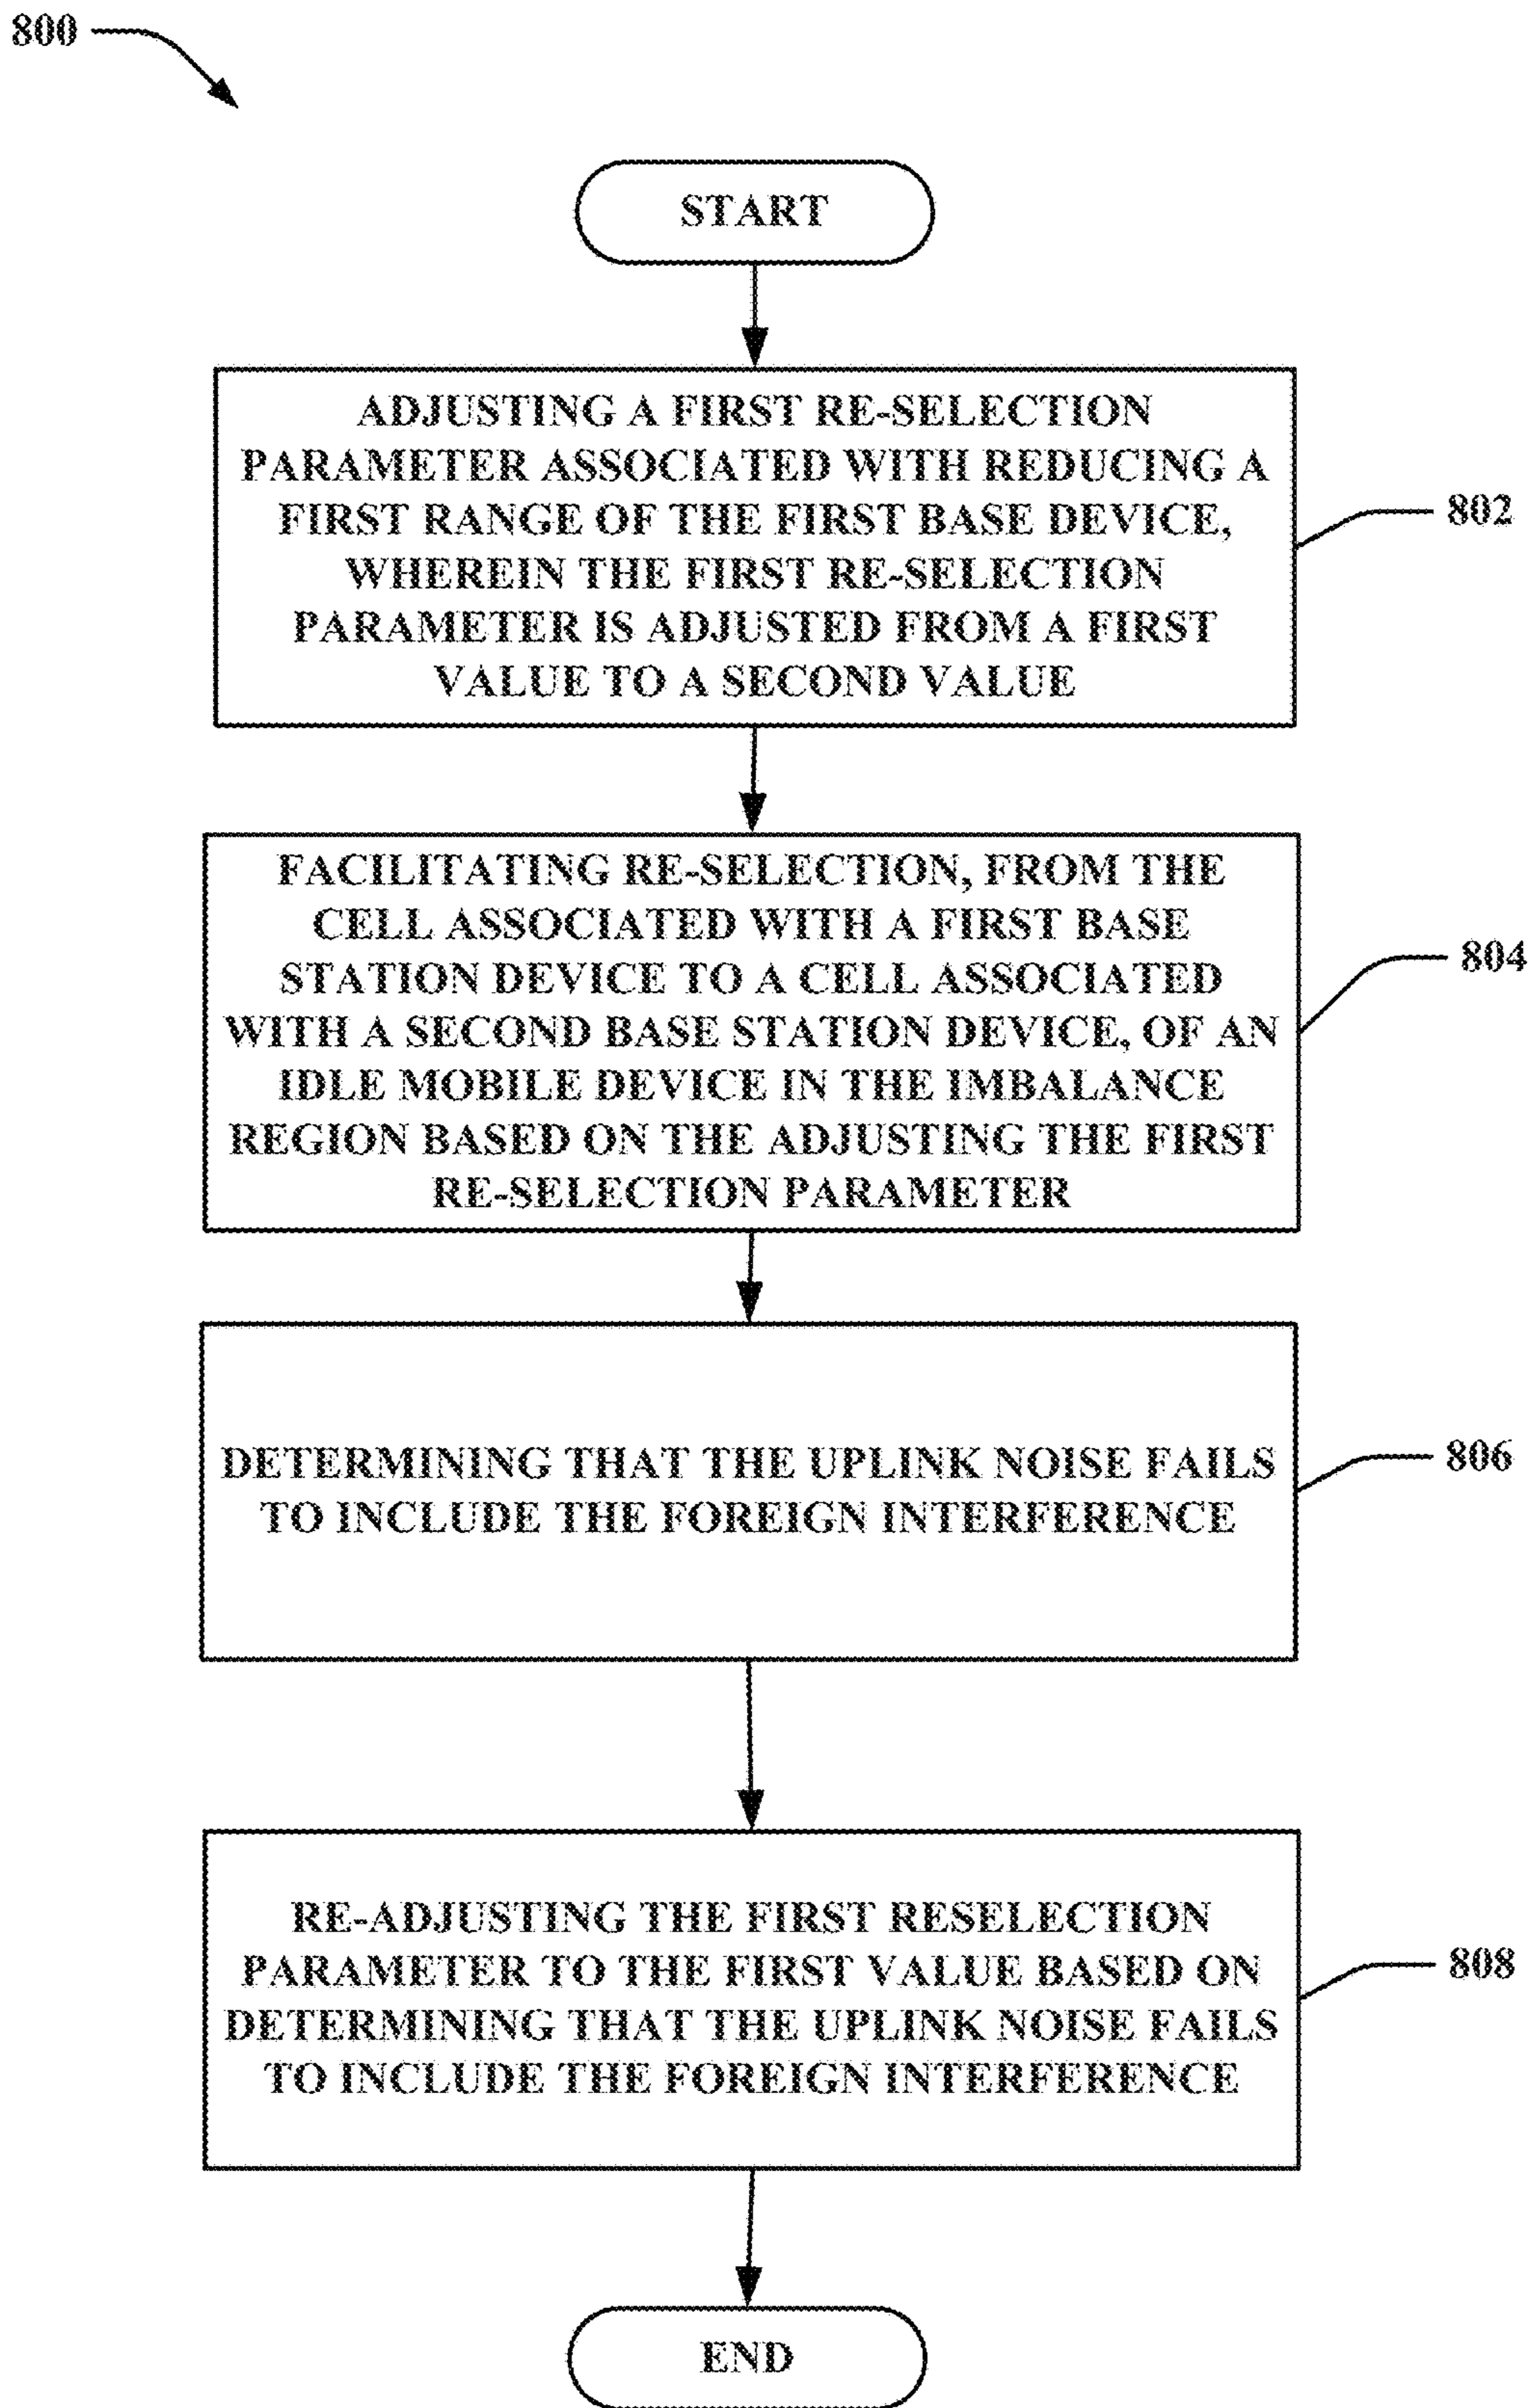 800
START
ADJUSTING A FIRST RE-SELECTION
PARAMETER ASSOCIATED WITH REDUCING A
FIRST RANGE OF THE FIRST BASE DEVICE,
WHEREIN THE FIRST RE-SELECTION
PARAMETER IS ADJUSTED FROM A FIRST
VALUE TO A SECOND VALUE
802
FACILITATING RE-SELECTION, FROM THE
CELL ASSOCIATED WITH A FIRST BASE
STATION DEVICE TO A CELL ASSOCIATED
WITH A SECOND BASE STATION DEVICE, OF AN
IDLE MOBILE DEVICE IN THE IMBALANCE
REGION BASED ON THE ADJUSTING THE FIRST
RE-SELECTION PARAMETER
804
DETERMINING THAT THE UPLINK NOISE FAILS
TO INCLUDE THE FOREIGN INTERFERENCE
806
RE-ADJUSTING THE FIRST RESELECTION
PARAMETER TO THE FIRST VALUE BASED ON
DETERMINING THAT THE UPLINK NOISE FAILS
TO INCLUDE THE FOREIGN INTERFERENCE
808
END